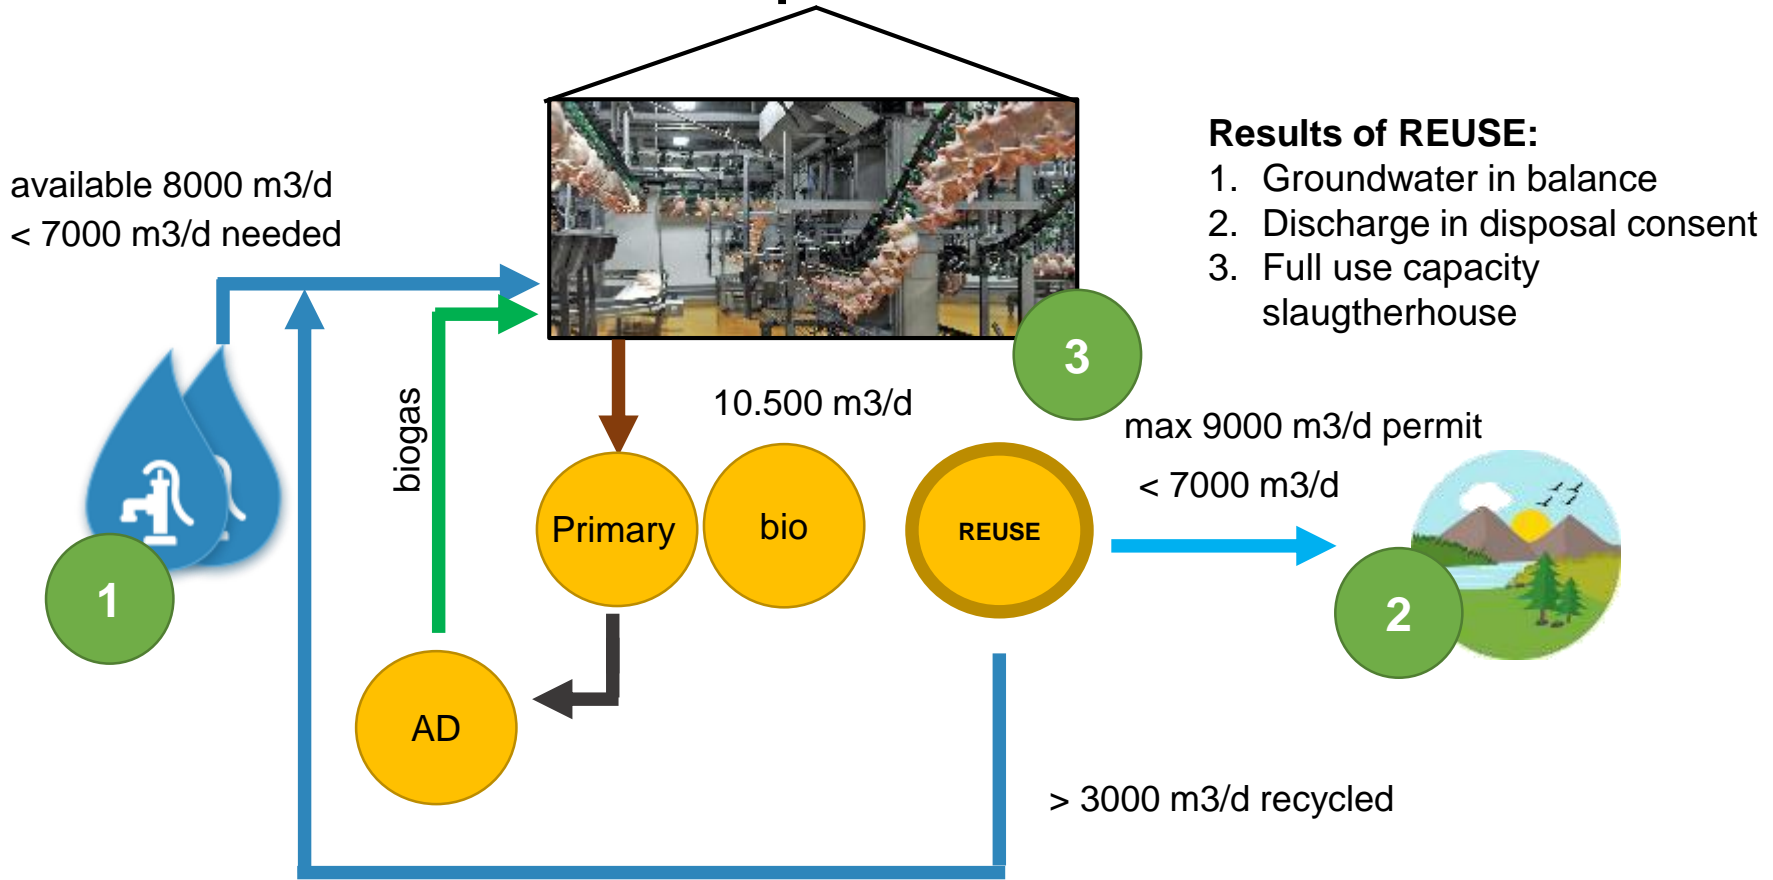 available 8000 m3/d
< 7000 m3/d needed
Results of REUSE:
1. Groundwater in balance
2. Discharge in disposal consent
3. Full use capacity
slaugtherhouse
3
biogas
10.500 m3/d
max 9000 m3/d permit
< 7000 m3/d
Primary
bio
REUSE
1
2
AD
> 3000 m3/d recycled